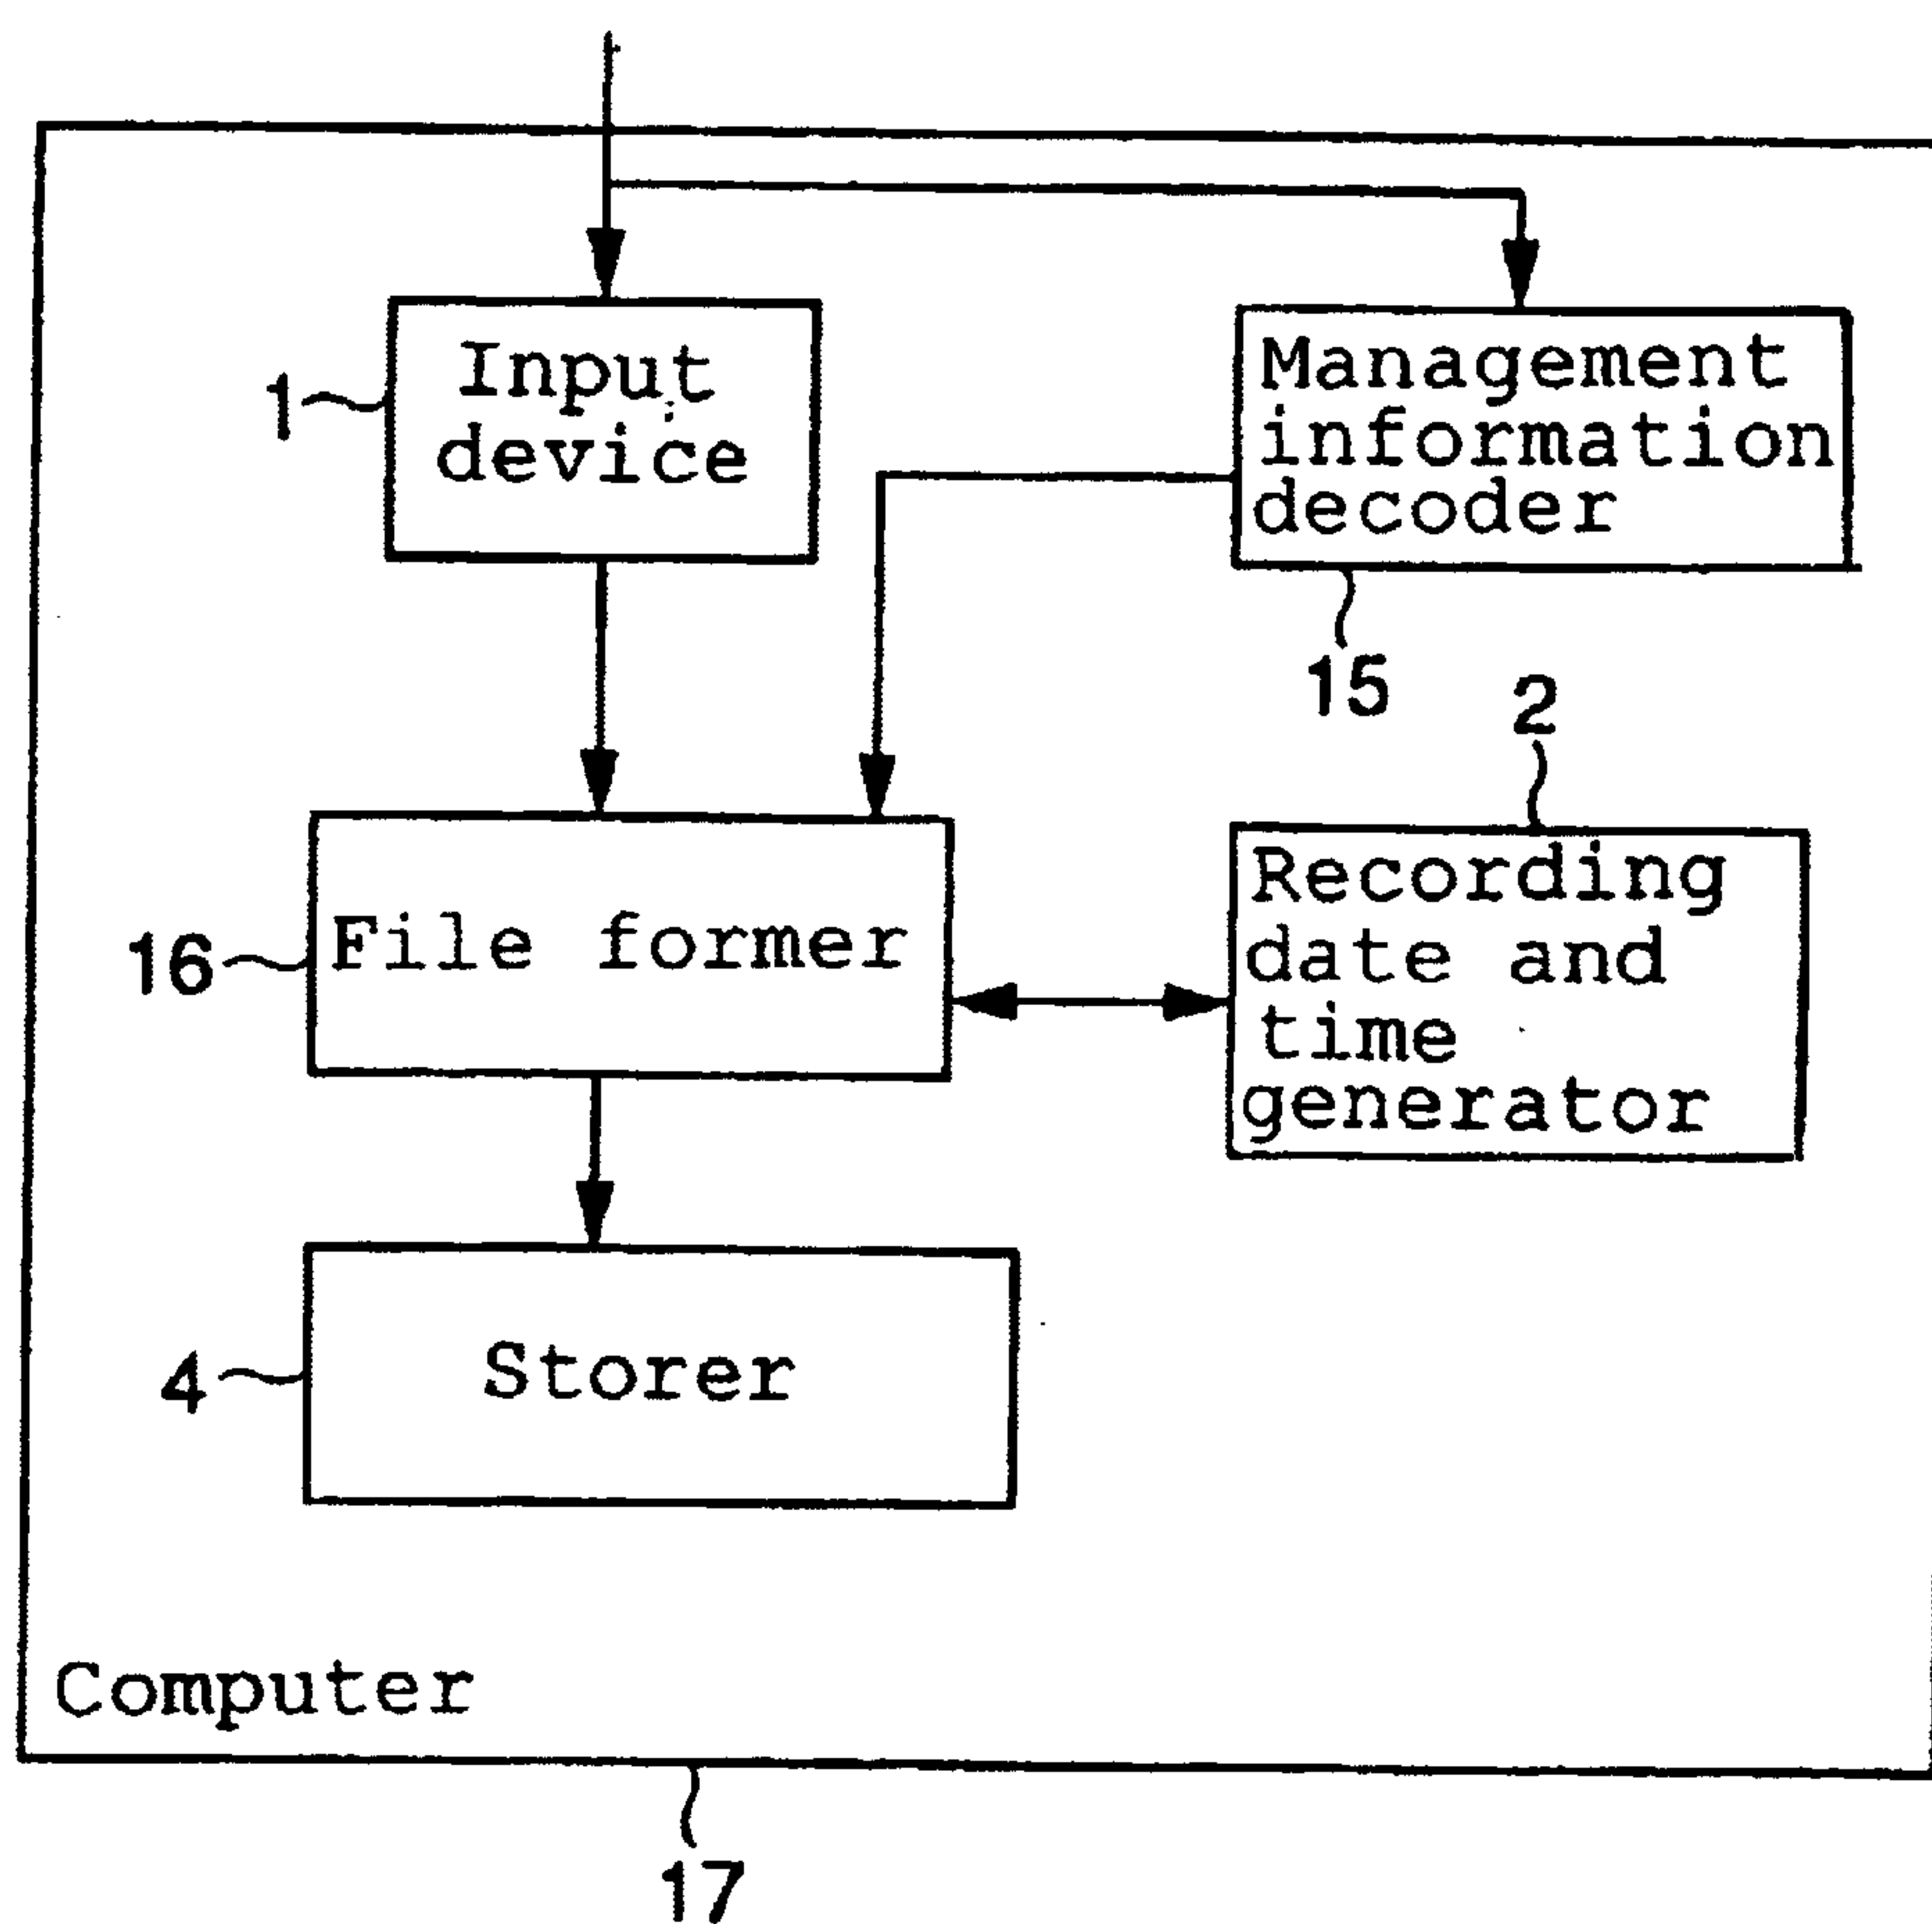 1
Input
device
Management
information
decoder
15
2
16
File former
Recording
date and
time
generator
4
Storer
Computer
17